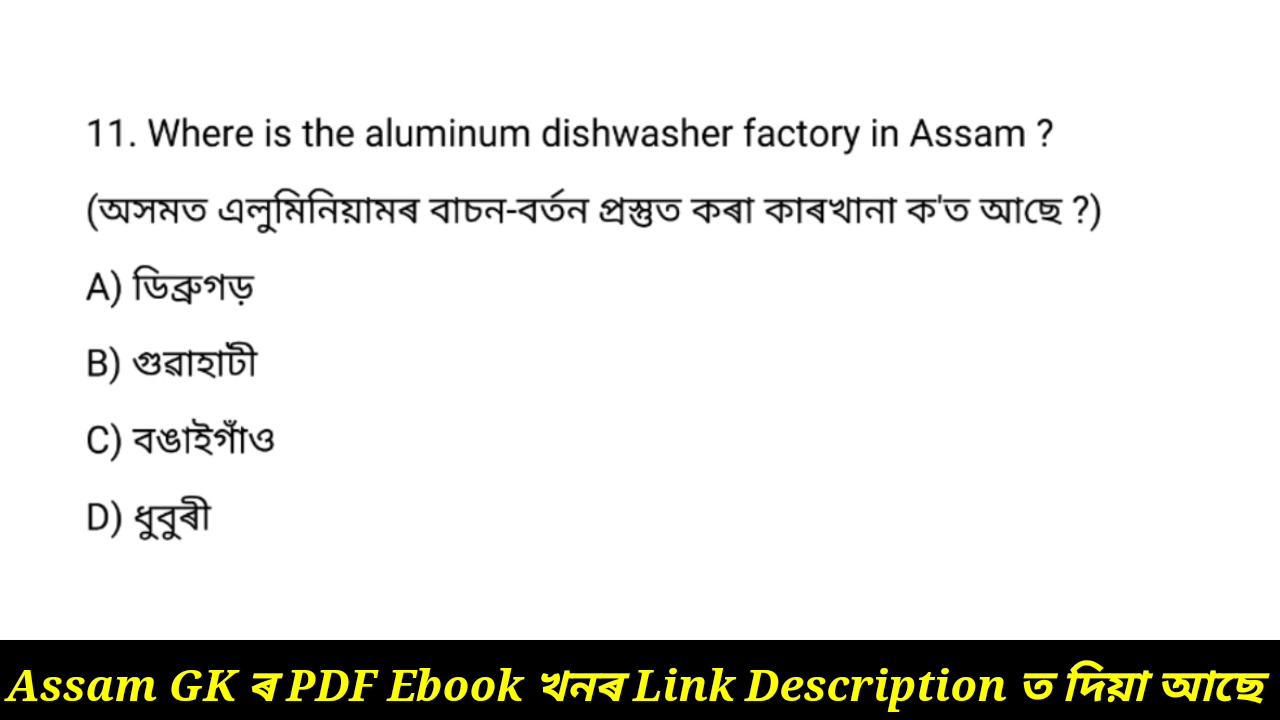 11. Where is the aluminum dishwasher factory in Assam ?
(অসমত এলুমিনিয়ামৰ বাচন-বৰ্তন প্ৰস্তুত কৰা কাৰখানা ক'ত আছে ?)
A) ডিব্ৰুগড়
B) গুৱাহাটী
C) বঙাইগাঁও
D) ধুবুৰী
Assam GK ৰ PDF Ebook খনৰ Link Description ত দিয়া আছে